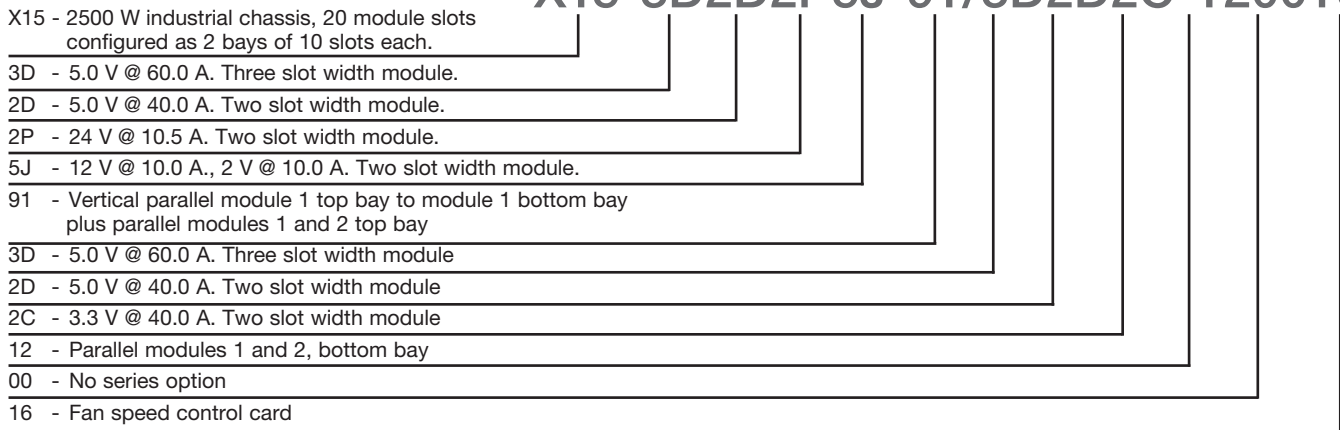 X15 - 2500 W industrial chassis, 20 module slots
configured as 2 bays of 10 slots each.
3D - 5.0 V @ 60.0 A. Three slot width module.
2D - 5.0 V @ 40.0 A. Two slot width module.
2P - 24 V @ 10.5 A. Two slot width module.
5J - 12 V @ 10.0 A., 2 V @ 10.0 A. Two slot width module.
91 - Vertical parallel module 1 top bay to module 1 bottom bay
plus parallel modules 1 and 2 top bay
3D - 5.0 V @ 60.0 A. Three slot width module
2D - 5.0 V @ 40.0 A. Two slot width module
2C - 3.3 V @ 40.0 A. Two slot width module
12 - Parallel modules 1 and 2, bottom bay
00 - No series option
16 - Fan speed control card